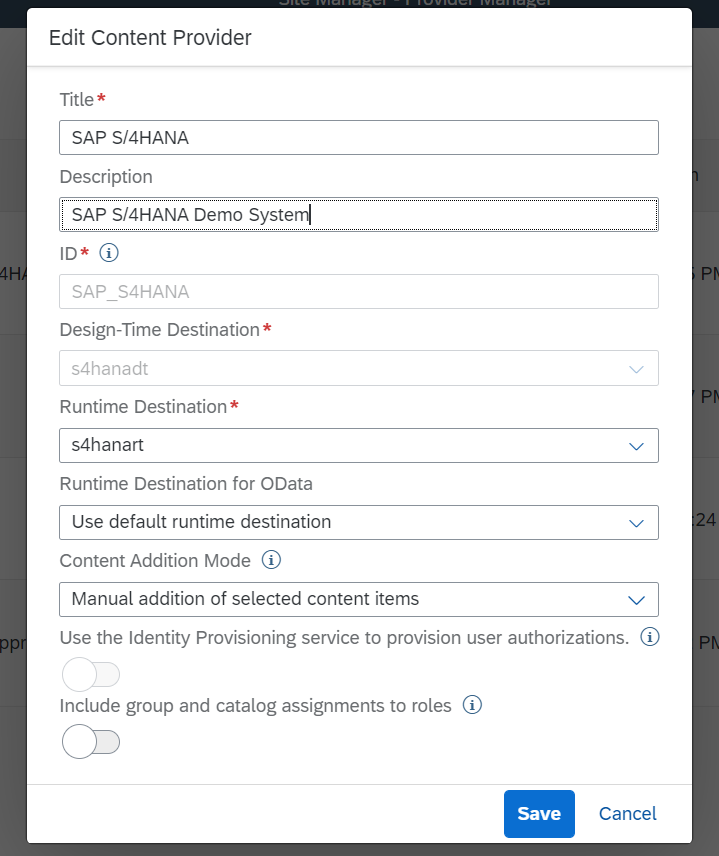 Site Manager - Provider Manager
Edit Content Provider
Title*
SAP S/4HANA
Description
SAP S/4HANA Demo System
ID*
SAP_S4HANA
Design-Time Destination*
s4hanadt
Runtime Destination*
s4hanart
Runtime Destination for OData
Use default runtime destination
Content Addition Mode
Manual addition of selected content items
Use the Identity Provisioning service to provision user authorizations.
Include group and catalog assignments to roles
Save Cancel